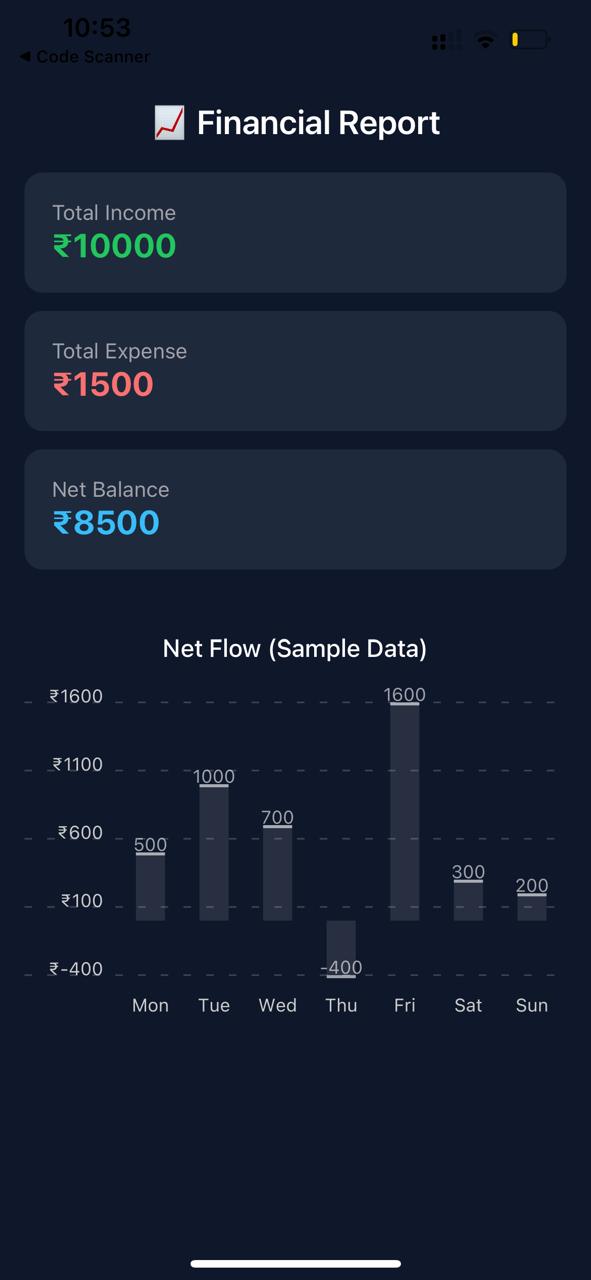 10:53
◀ Code Scanner
📈 Financial Report
Total Income
₹10000
Total Expense
₹1500
Net Balance
₹8500
Net Flow (Sample Data)
₹1600
₹1100
₹600
₹100
₹-400
500
1000
700
-400
1600
300
200
Mon Tue Wed Thu Fri Sat Sun